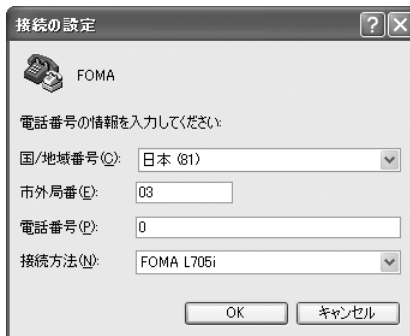 接続の設定
FOMA
電話番号の情報を入力してください:
国/地域番号(C): 日本 (81)
市外局番(E): 03
電話番号(P): 0
接続方法(N): FOMA L705i
OK キャンセル